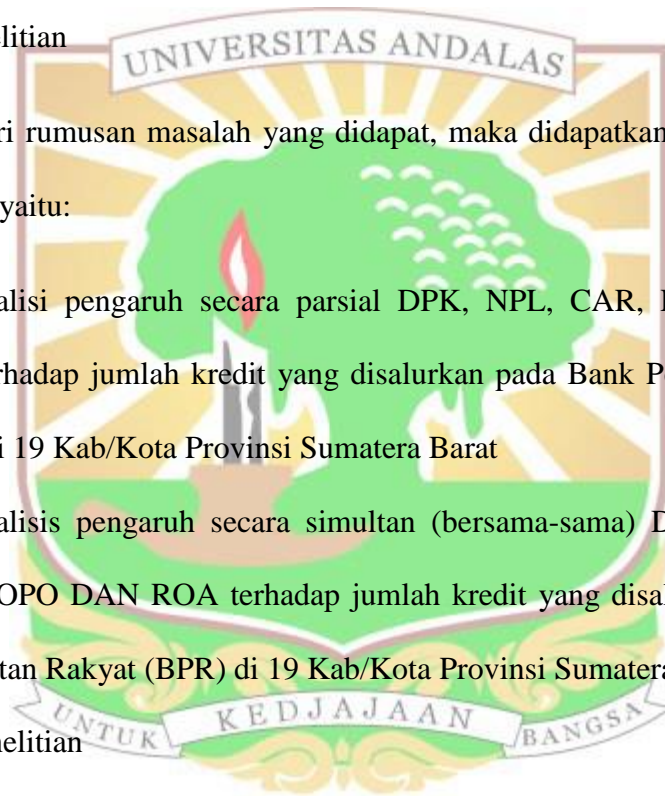 elitian
UNIVERSITAS ANDALAS
ri rumusan masalah yang didapat, maka didapatkan
yaitu:
alisi pengaruh secara parsial DPK, NPL, CAR,
rhadap jumlah kredit yang disalurkan pada Bank P
i 19 Kab/Kota Provinsi Sumatera Barat
alisis pengaruh secara simultan (bersama-sama) D
OPO DAN ROA terhadap jumlah kredit yang disal
tan Rakyat (BPR) di 19 Kab/Kota Provinsi Sumatera
UNTUK KEDJAJAAN BANGSA
nelitian